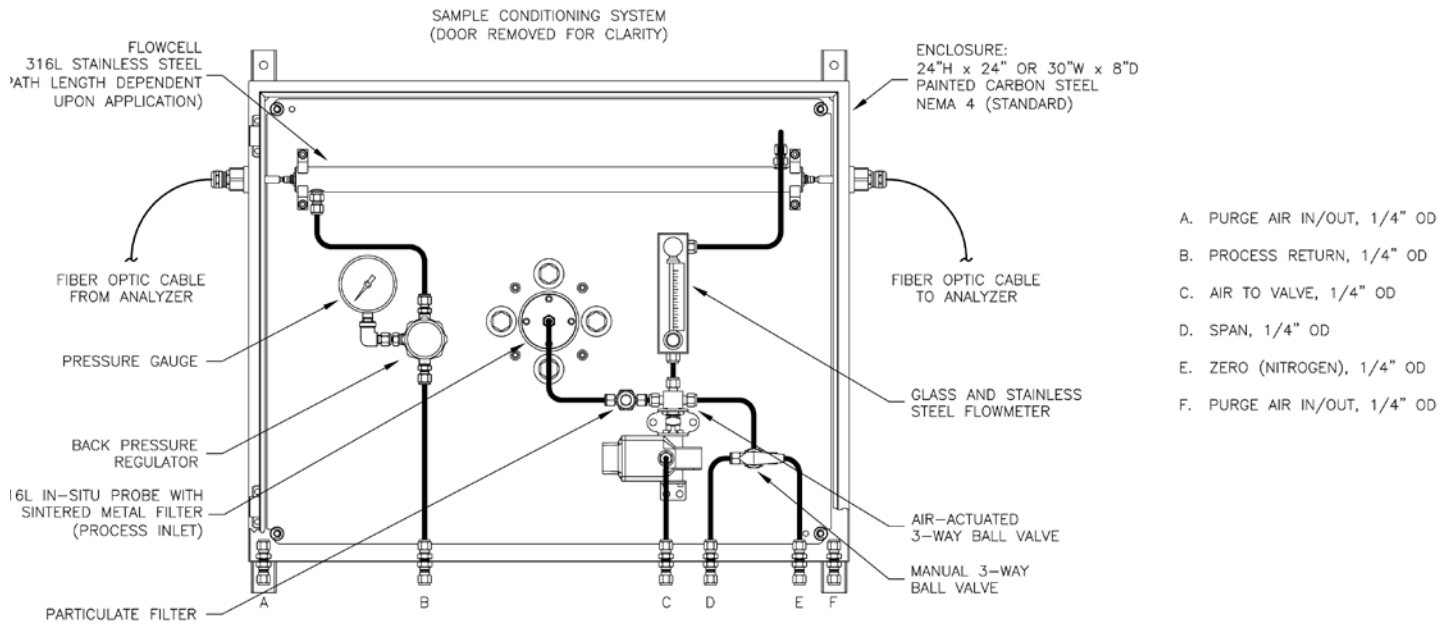 SAMPLE CONDITIONING SYSTEM
(DOOR REMOVED FOR CLARITY)
FLOWCELL
316L STAINLESS STEEL
PATH LENGTH DEPENDENT
UPON APPLICATION)
ENCLOSURE:
24"H x 24" OR 30"W x 8"D
PAINTED CARBON STEEL
NEMA 4 (STANDARD)
FIBER OPTIC CABLE
FROM ANALYZER
FIBER OPTIC CABLE
TO ANALYZER
PRESSURE GAUGE
BACK PRESSURE
REGULATOR
16L IN-SITU PROBE WITH
SINTERED METAL FILTER
(PROCESS INLET)
PARTICULATE FILTER
GLASS AND STAINLESS
STEEL FLOWMETER
AIR-ACTUATED
3-WAY BALL VALVE
MANUAL 3-WAY
BALL VALVE
A B C D E F
A. PURGE AIR IN/OUT, 1/4" OD
B. PROCESS RETURN, 1/4" OD
C. AIR TO VALVE, 1/4" OD
D. SPAN, 1/4" OD
E. ZERO (NITROGEN), 1/4" OD
F. PURGE AIR IN/OUT, 1/4" OD